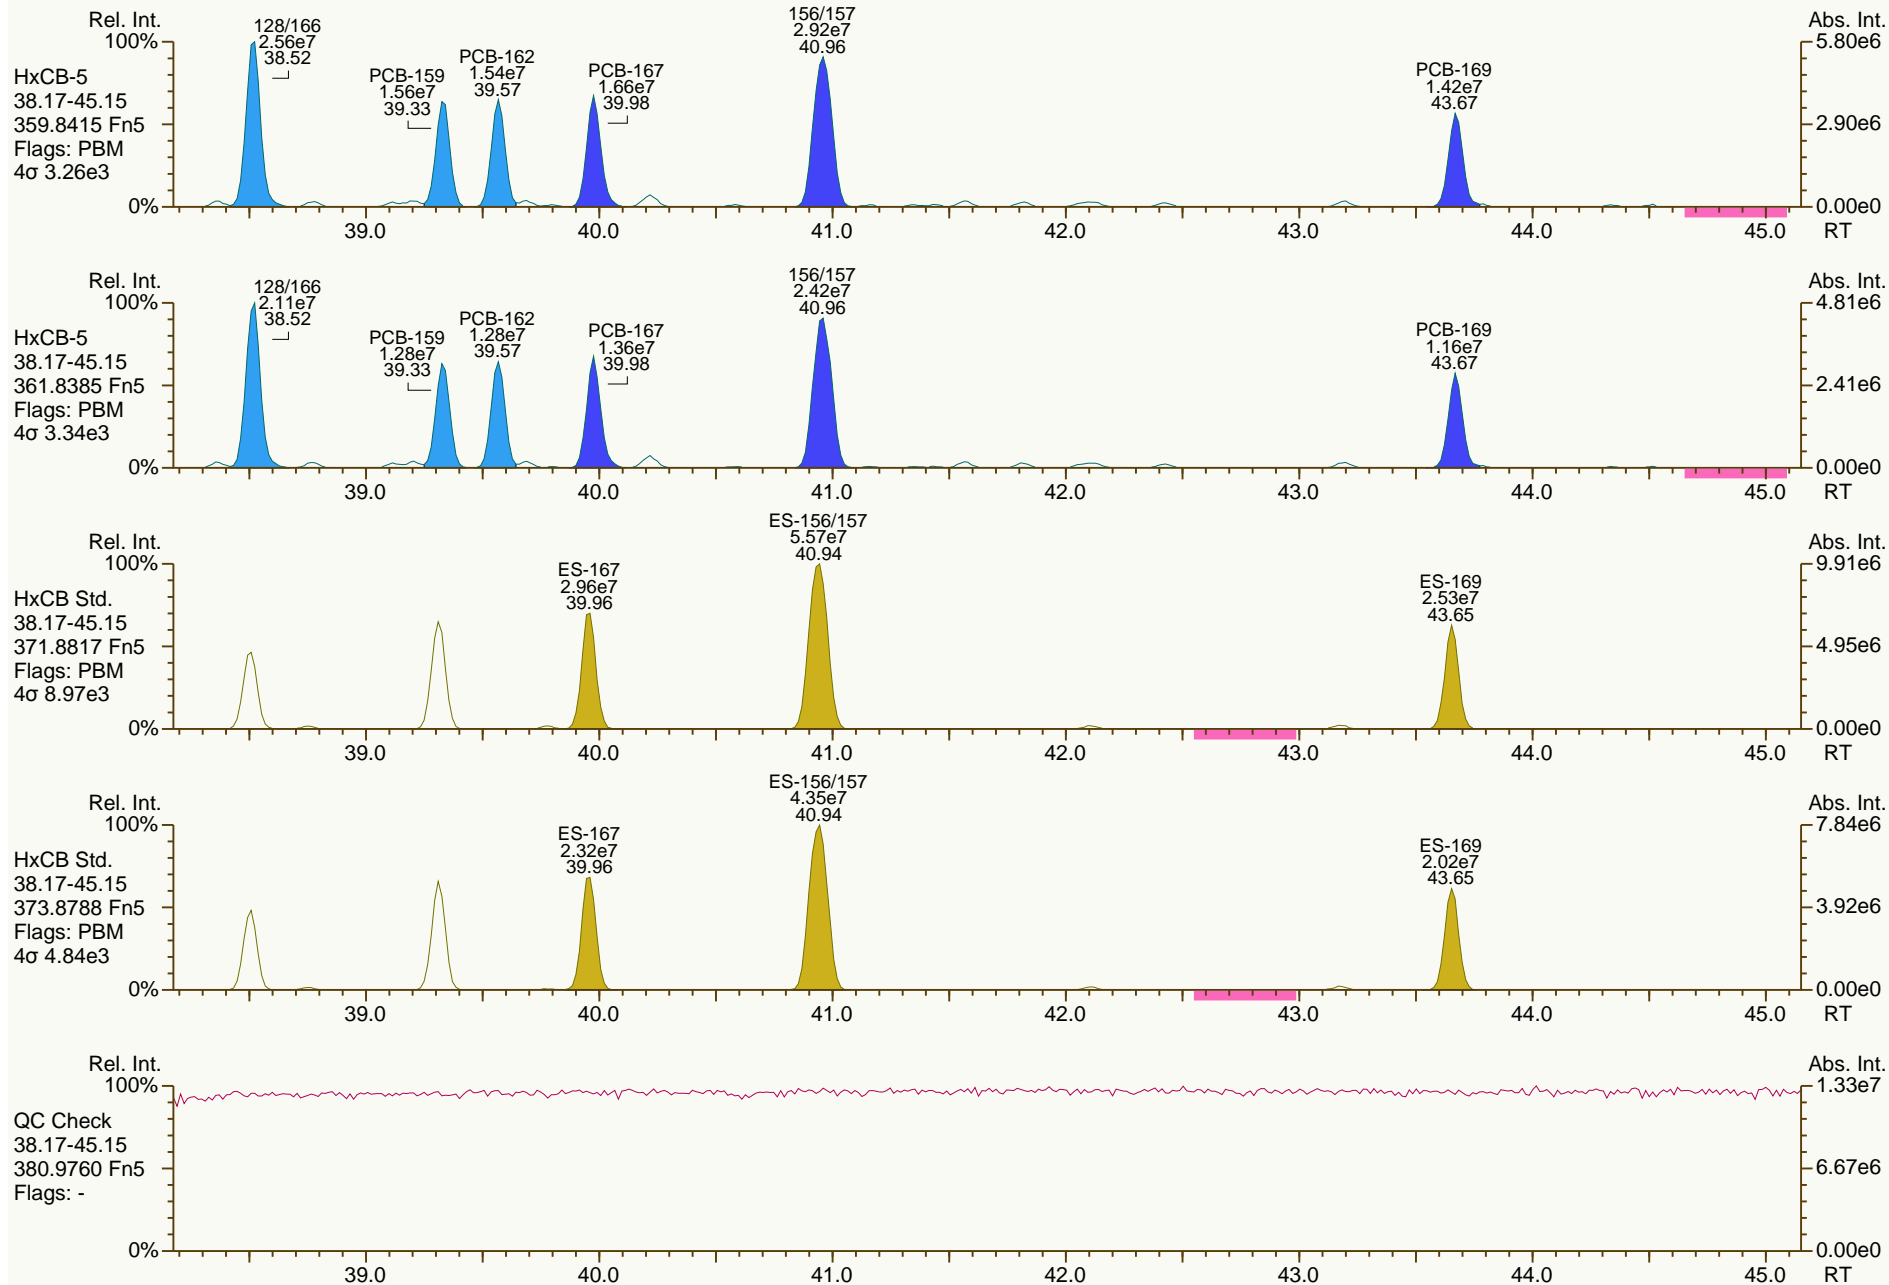 Rel. Int.
Abs. Int.
100%
0%
HxCB-5
38.17-45.15
359.8415 Fn5
Flags: PBM
4σ 3.26e3
128/166
2.56e7
38.52
PCB-159
1.56e7
39.33
PCB-162
1.54e7
39.57
PCB-167
1.66e7
39.98
156/157
2.92e7
40.96
PCB-169
1.42e7
43.67
5.80e6
2.90e6
0.00e0
39.0 40.0 41.0 42.0 43.0 44.0 45.0 RT
Rel. Int.
Abs. Int.
100%
0%
HxCB-5
38.17-45.15
361.8385 Fn5
Flags: PBM
4σ 3.34e3
128/166
2.11e7
38.52
PCB-159
1.28e7
39.33
PCB-162
1.28e7
39.57
PCB-167
1.36e7
39.98
156/157
2.42e7
40.96
PCB-169
1.16e7
43.67
4.81e6
2.41e6
0.00e0
39.0 40.0 41.0 42.0 43.0 44.0 45.0 RT
Rel. Int.
Abs. Int.
100%
0%
HxCB Std.
38.17-45.15
371.8817 Fn5
Flags: PBM
4σ 8.97e3
ES-167
2.96e7
39.96
ES-156/157
5.57e7
40.94
ES-169
2.53e7
43.65
9.91e6
4.95e6
0.00e0
39.0 40.0 41.0 42.0 43.0 44.0 45.0 RT
Rel. Int.
Abs. Int.
100%
0%
HxCB Std.
38.17-45.15
373.8788 Fn5
Flags: PBM
4σ 4.84e3
ES-167
2.32e7
39.96
ES-156/157
4.35e7
40.94
ES-169
2.02e7
43.65
7.84e6
3.92e6
0.00e0
39.0 40.0 41.0 42.0 43.0 44.0 45.0 RT
Rel. Int.
Abs. Int.
100%
0%
QC Check
38.17-45.15
380.9760 Fn5
Flags: -
1.33e7
6.67e6
0.00e0
39.0 40.0 41.0 42.0 43.0 44.0 45.0 RT